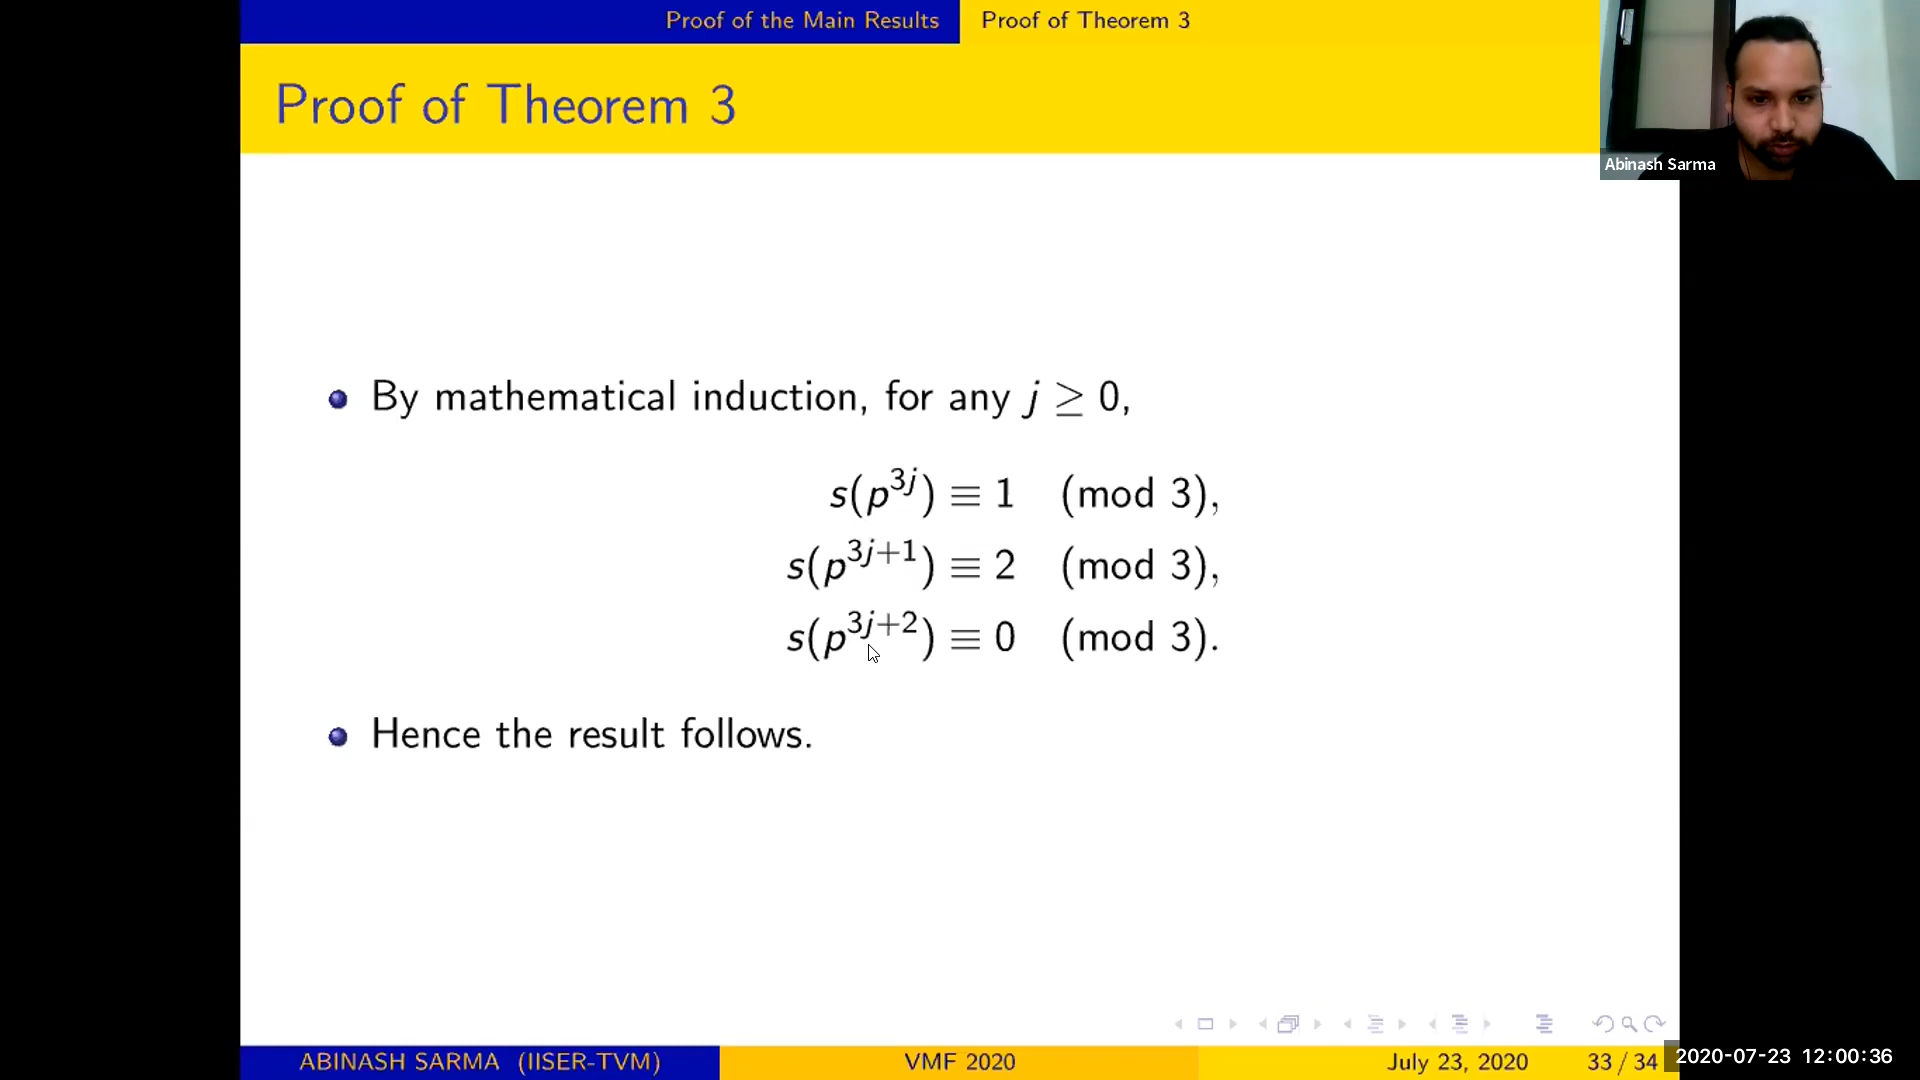 Proof of the Main Results Proof of Theorem 3
Proof of Theorem 3
Abinash Sarma
By mathematical induction, for any j ≥ 0,
s(p^{3j}) ≡ 1 (mod 3),
s(p^{3j+1}) ≡ 2 (mod 3),
s(p^{3j+2}) ≡ 0 (mod 3).
Hence the result follows.
ABINASH SARMA (IISER-TVM) VMF 2020 July 23, 2020 33 / 34
2020-07-23 12:00:36